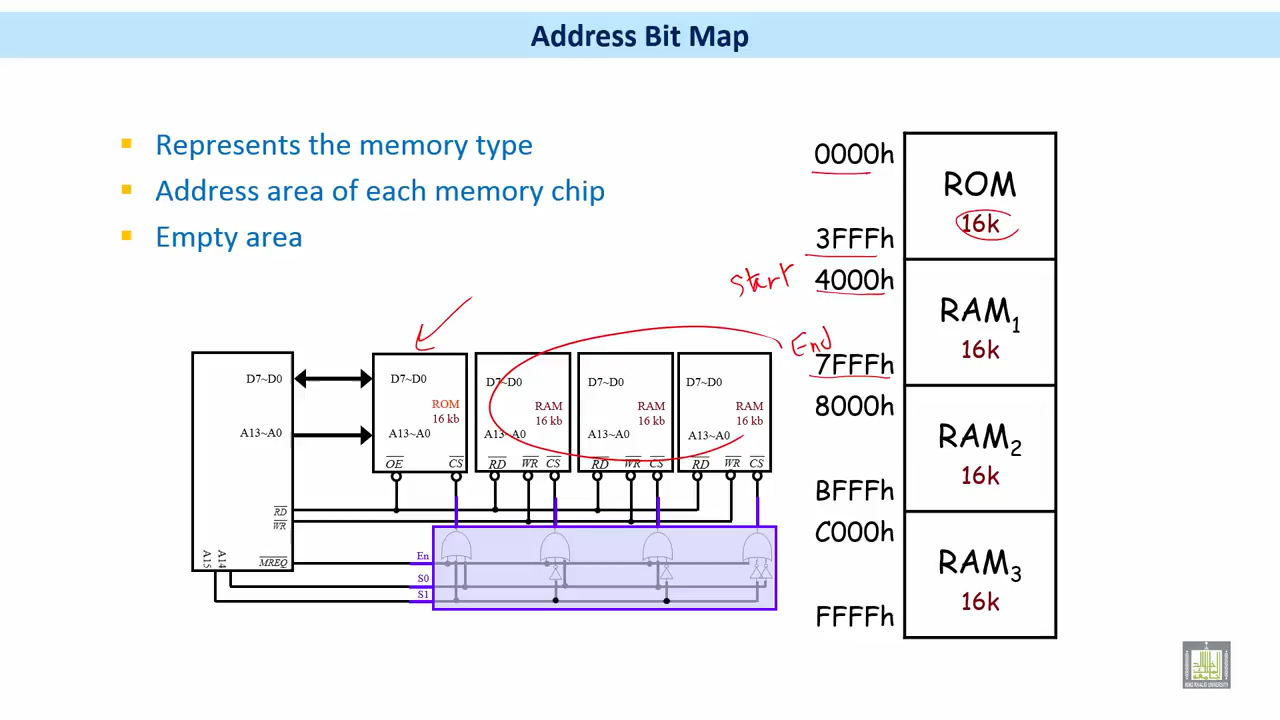 Address Bit Map
▪ Represents the memory type
▪ Address area of each memory chip
▪ Empty area
D7~D0
A13~A0
RD
WR
MREQ
A15
A14
D7~D0
ROM
16 kb
A13~A0
OE
CS
D7~D0
RAM
16 kb
A13~A0
RD
WR
CS
D7~D0
RAM
16 kb
A13~A0
RD
WR
CS
D7~D0
RAM
16 kb
A13~A0
RD
WR
CS
En
S0
S1
0000h
ROM
16k
3FFFh
Start
4000h
RAM1
16k
End
7FFFh
8000h
RAM2
16k
BFFFh
C000h
RAM3
16k
FFFFh
KING KHALID UNIVERSITY